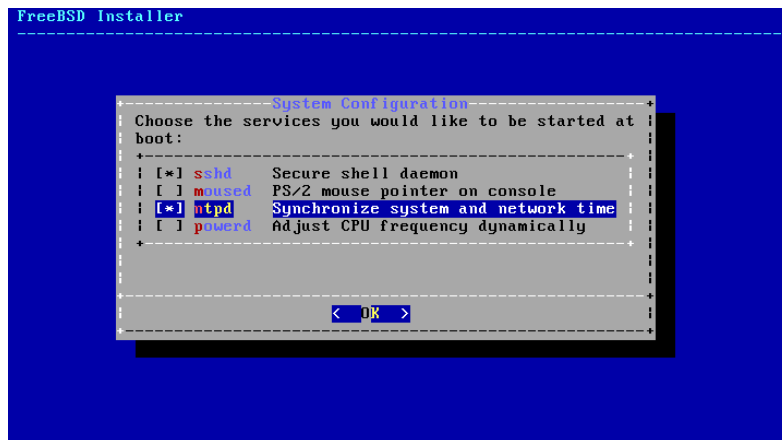 FreeBSD Installer
System Configuration
Choose the services you would like to be started at
boot:
[*] sshd Secure shell daemon
[ ] moused PS/2 mouse pointer on console
[*] ntpd Synchronize system and network time
[ ] powerd Adjust CPU frequency dynamically
< OK >